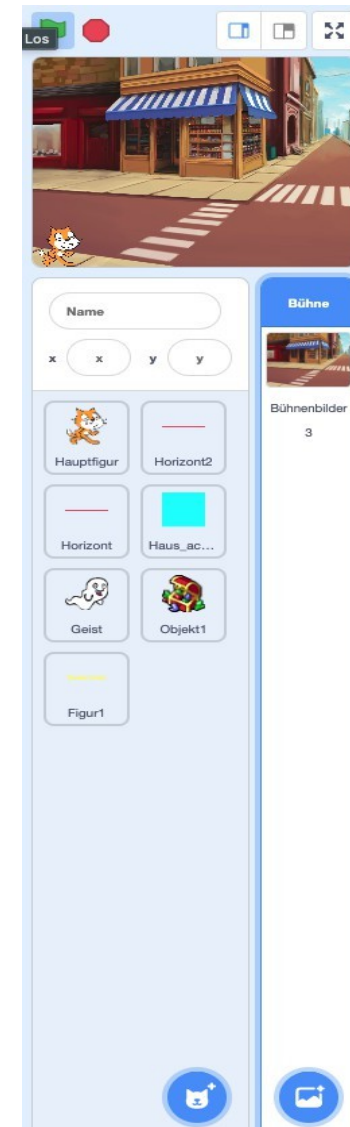 Los
Name
x x y y
Bühne
Bühnenbilder
3
Hauptfigur
Horizont2
Horizont
Haus_ac...
Geist
Objekt1
Figur1